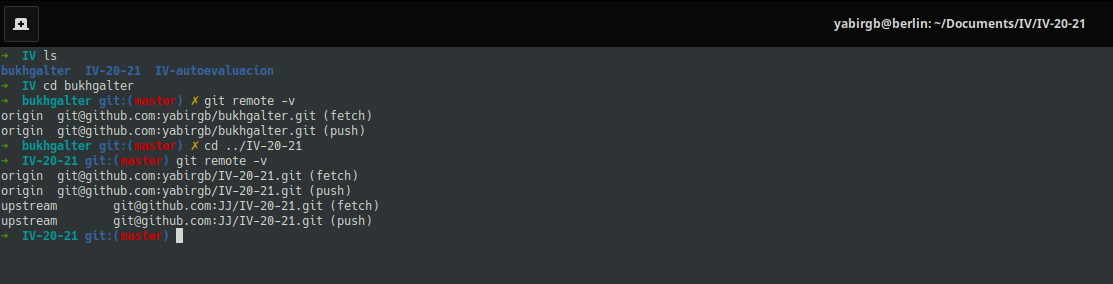 yabirgb@berlin: ~/Documents/IV/IV-20-21
➜  IV ls
bukhgalter  IV-20-21  IV-autoevaluacion
➜  IV cd bukhgalter
➜  bukhgalter git:(master) ✗ git remote -v
origin  git@github.com:yabirgb/bukhgalter.git (fetch)
origin  git@github.com:yabirgb/bukhgalter.git (push)
➜  bukhgalter git:(master) ✗ cd ../IV-20-21
➜  IV-20-21 git:(master) git remote -v
origin  git@github.com:yabirgb/IV-20-21.git (fetch)
origin  git@github.com:yabirgb/IV-20-21.git (push)
upstream        git@github.com:JJ/IV-20-21.git (fetch)
upstream        git@github.com:JJ/IV-20-21.git (push)
➜  IV-20-21 git:(master)